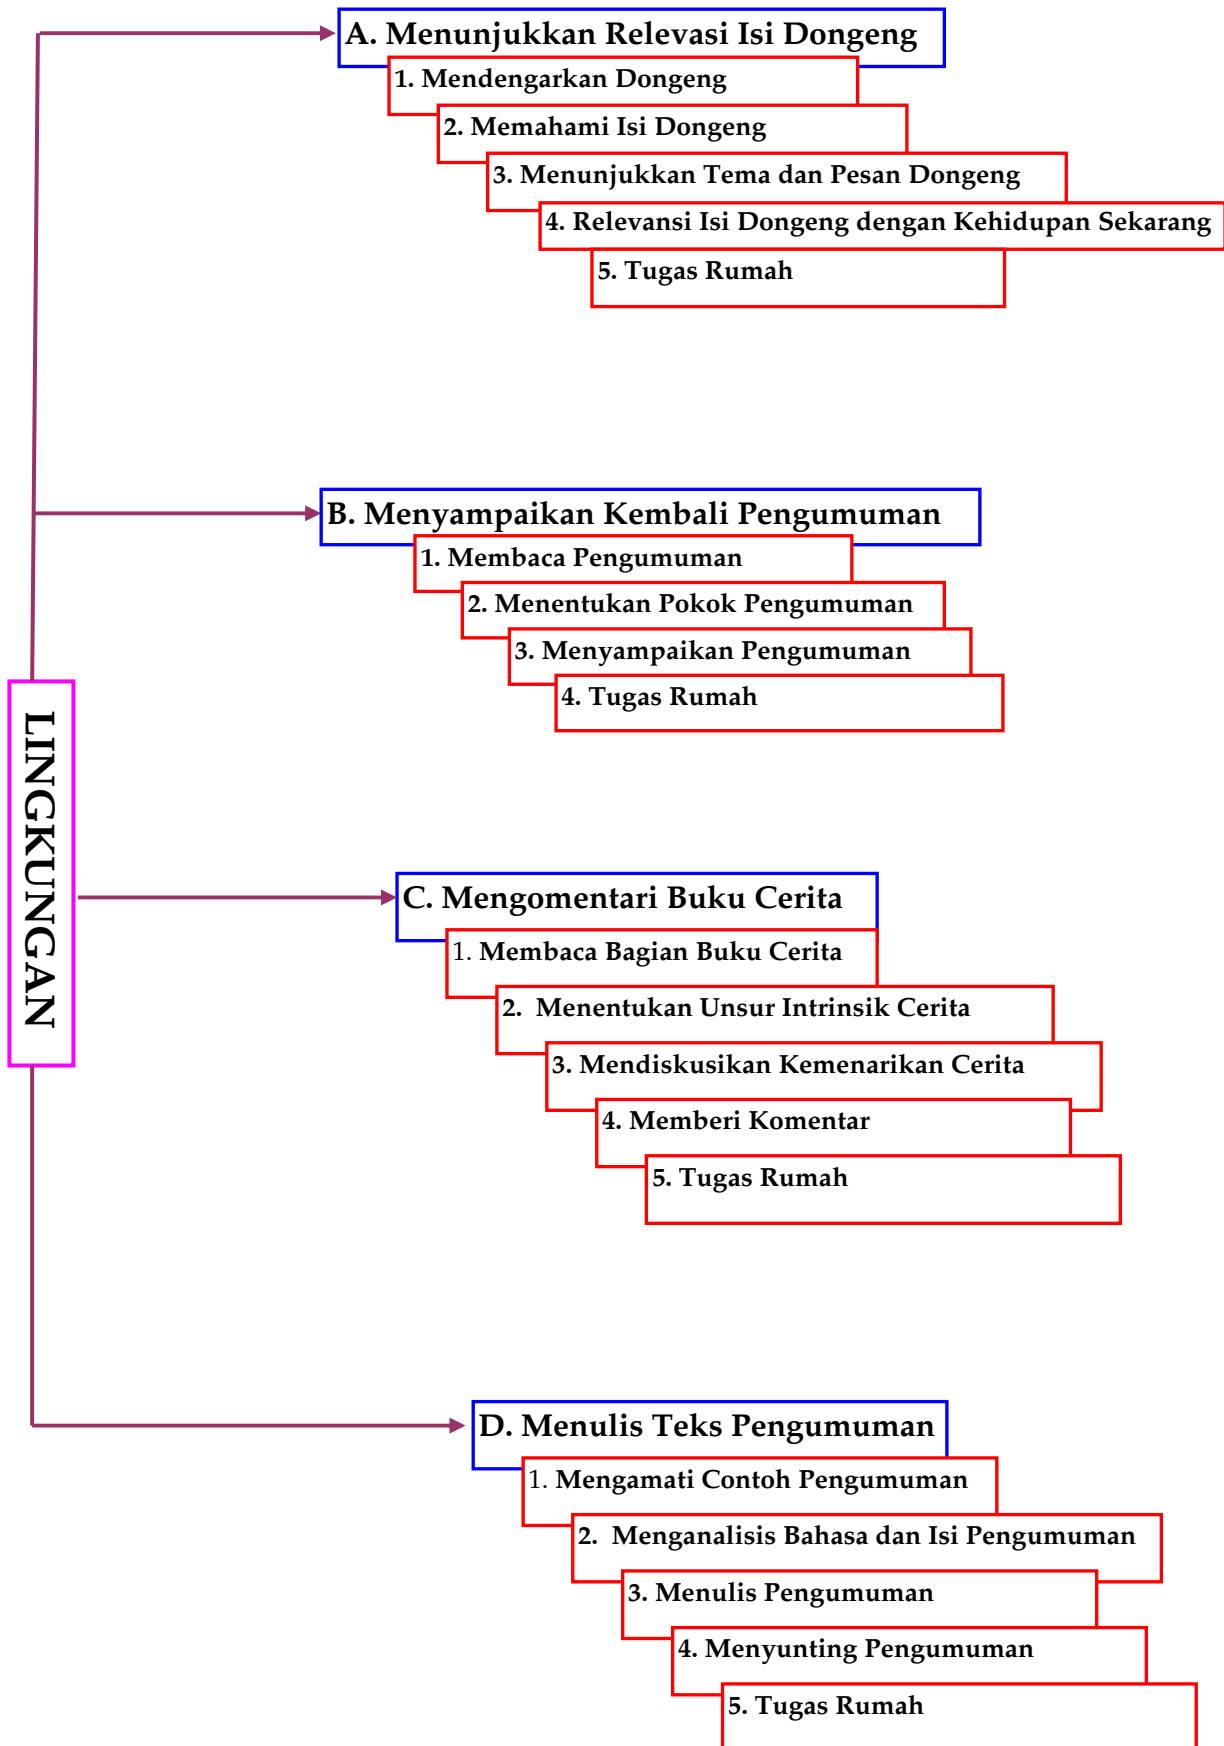 A. Menunjukkan Relevasi Isi Dongeng
1. Mendengarkan Dongeng
2. Memahami Isi Dongeng
3. Menunjukkan Tema dan Pesan Dongeng
4. Relevansi Isi Dongeng dengan Kehidupan Sekarang
5. Tugas Rumah
B. Menyampaikan Kembali Pengumuman
1. Membaca Pengumuman
2. Menentukan Pokok Pengumuman
3. Menyampaikan Pengumuman
4. Tugas Rumah
LINGKUNGAN
C. Mengomentari Buku Cerita
1. Membaca Bagian Buku Cerita
2. Menentukan Unsur Intrinsik Cerita
3. Mendiskusikan Kemenarikan Cerita
4. Memberi Komentar
5. Tugas Rumah
D. Menulis Teks Pengumuman
1. Mengamati Contoh Pengumuman
2. Menganalisis Bahasa dan Isi Pengumuman
3. Menulis Pengumuman
4. Menyunting Pengumuman
5. Tugas Rumah